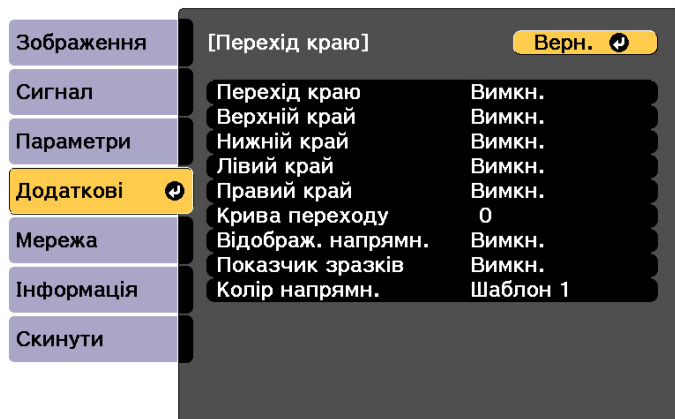 Зображення
Сигнал
Параметри
Додаткові
Мережа
Інформація
Скинути
[Перехід краю]
Верн.
Перехід краю Вимкн.
Верхній край Вимкн.
Нижній край Вимкн.
Лівий край Вимкн.
Правий край Вимкн.
Крива переходу 0
Відображ. напрямн. Вимкн.
Показчик зразків Вимкн.
Колір напрямн. Шаблон 1